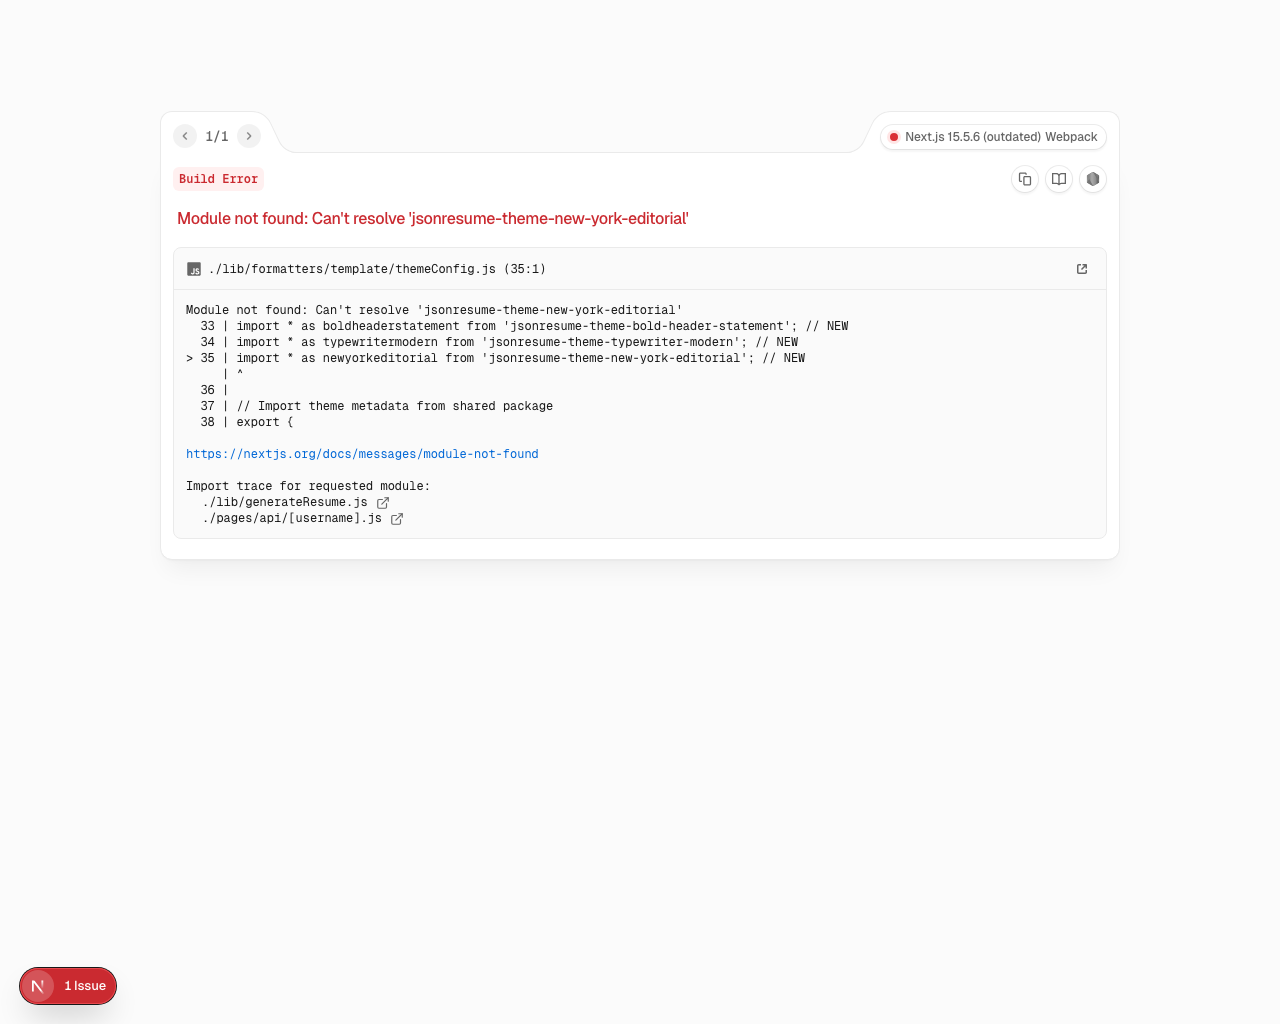 1/1
Next.js 15.5.6 (outdated) Webpack
Build Error
Module not found: Can't resolve 'jsonresume-theme-new-york-editorial'
JS ./lib/formatters/template/themeConfig.js (35:1)
Module not found: Can't resolve 'jsonresume-theme-new-york-editorial'
  33 | import * as boldheaderstatement from 'jsonresume-theme-bold-header-statement'; // NEW
  34 | import * as typewritermodern from 'jsonresume-theme-typewriter-modern'; // NEW
> 35 | import * as newyorkeditorial from 'jsonresume-theme-new-york-editorial'; // NEW
     | ^
  36 |
  37 | // Import theme metadata from shared package
  38 | export {
https://nextjs.org/docs/messages/module-not-found
Import trace for requested module:
./lib/generateResume.js
./pages/api/[username].js
N 1 Issue